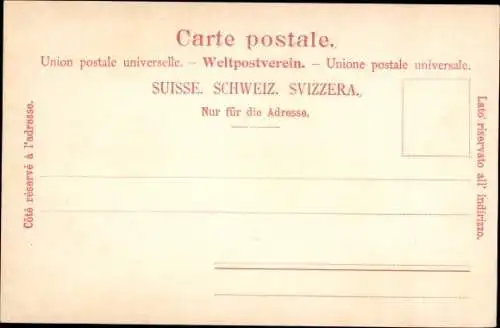 Carte postale.
Union postale universelle. – Weltpostverein. – Unione postale universale.
SUISSE. SCHWEIZ. SVIZZERA.
Nur für die Adresse.
Côté réservé à l'adresse.
Lato riservato all' indirizzo.